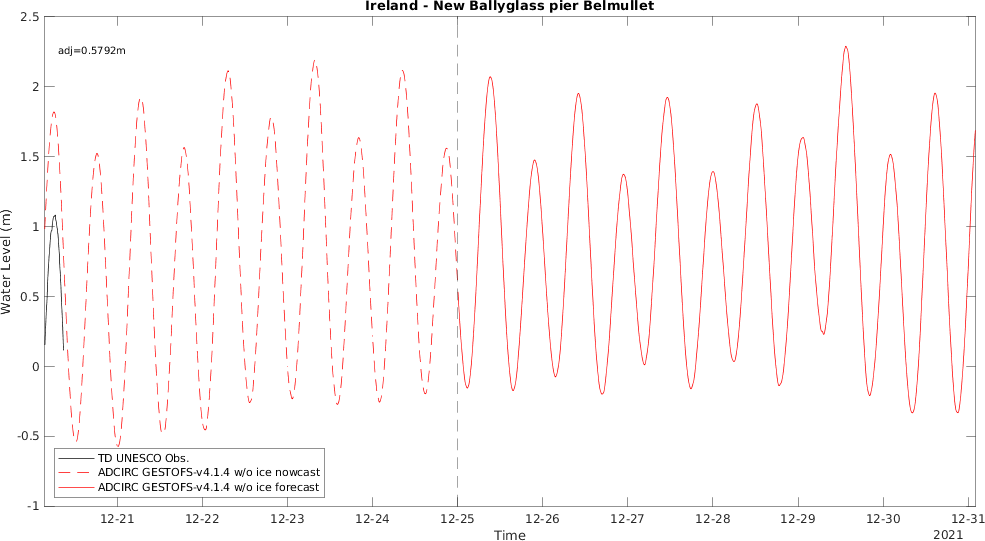 Ireland - New Ballyglass pier Belmullet
adj=0.5792m
2.5
2
1.5
1
0.5
0
-0.5
-1
Water Level (m)
TD UNESCO Obs.
ADCIRC GESTOFS-v4.1.4 w/o ice nowcast
ADCIRC GESTOFS-v4.1.4 w/o ice forecast
12-21 12-22 12-23 12-24 12-25 12-26 12-27 12-28 12-29 12-30 12-31
Time
2021